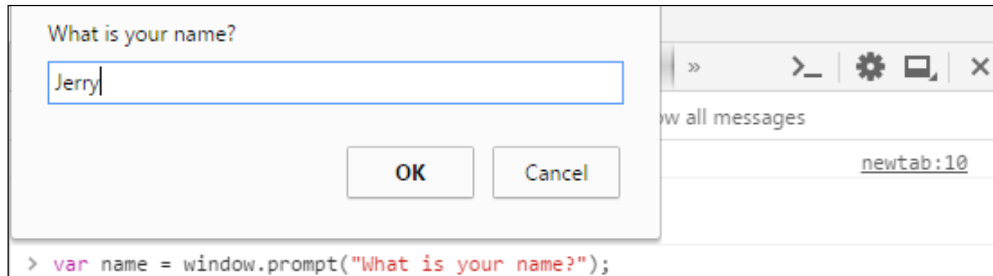 What is your name?
Jerry
»
ow all messages
OK Cancel
newtab:10
> var name = window.prompt("What is your name?");